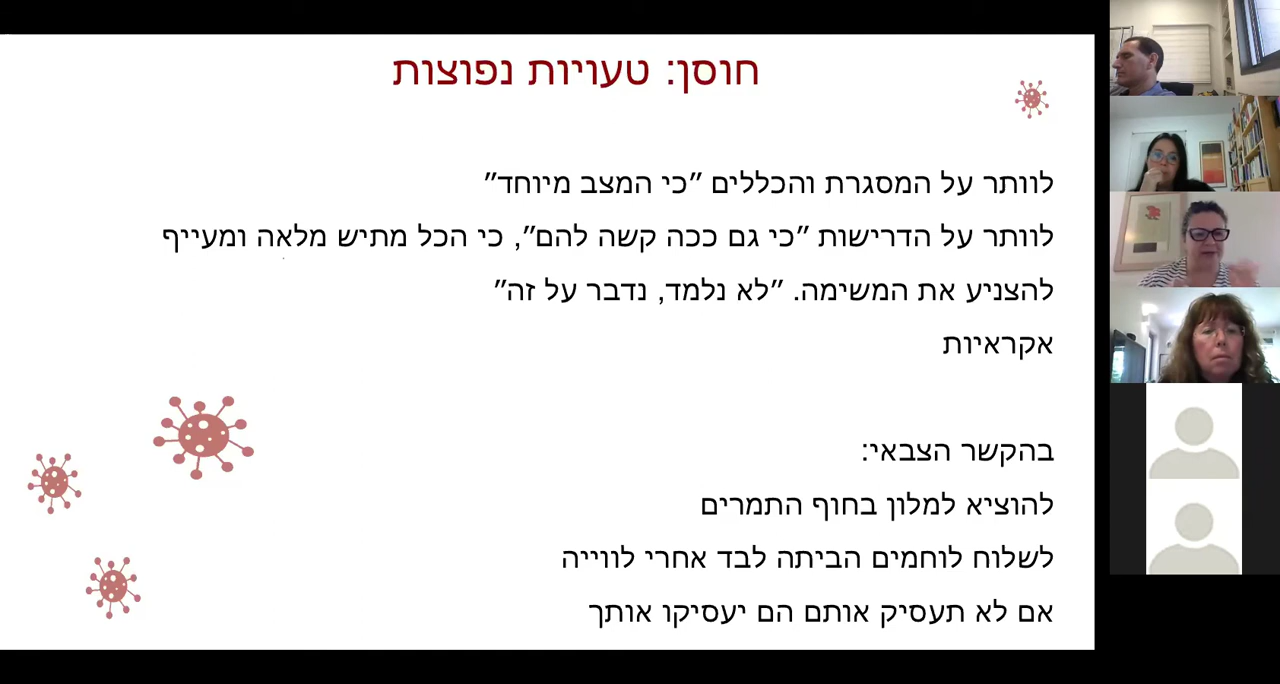 חוסן: טעויות נפוצות
לוותר על המסגרת והכללים "כי המצב מיוחד"
לוותר על הדרישות "כי גם ככה קשה להם", כי הכל מתיש מלאה ומעייף
להצניע את המשימה. "לא נלמד, נדבר על זה"
אקראיות
בהקשר הצבאי:
להוציא למלון בחוף התמרים
לשלוח לוחמים הביתה לבד אחרי לווייה
אם לא תעסיק אותם הם יעסיקו אותך